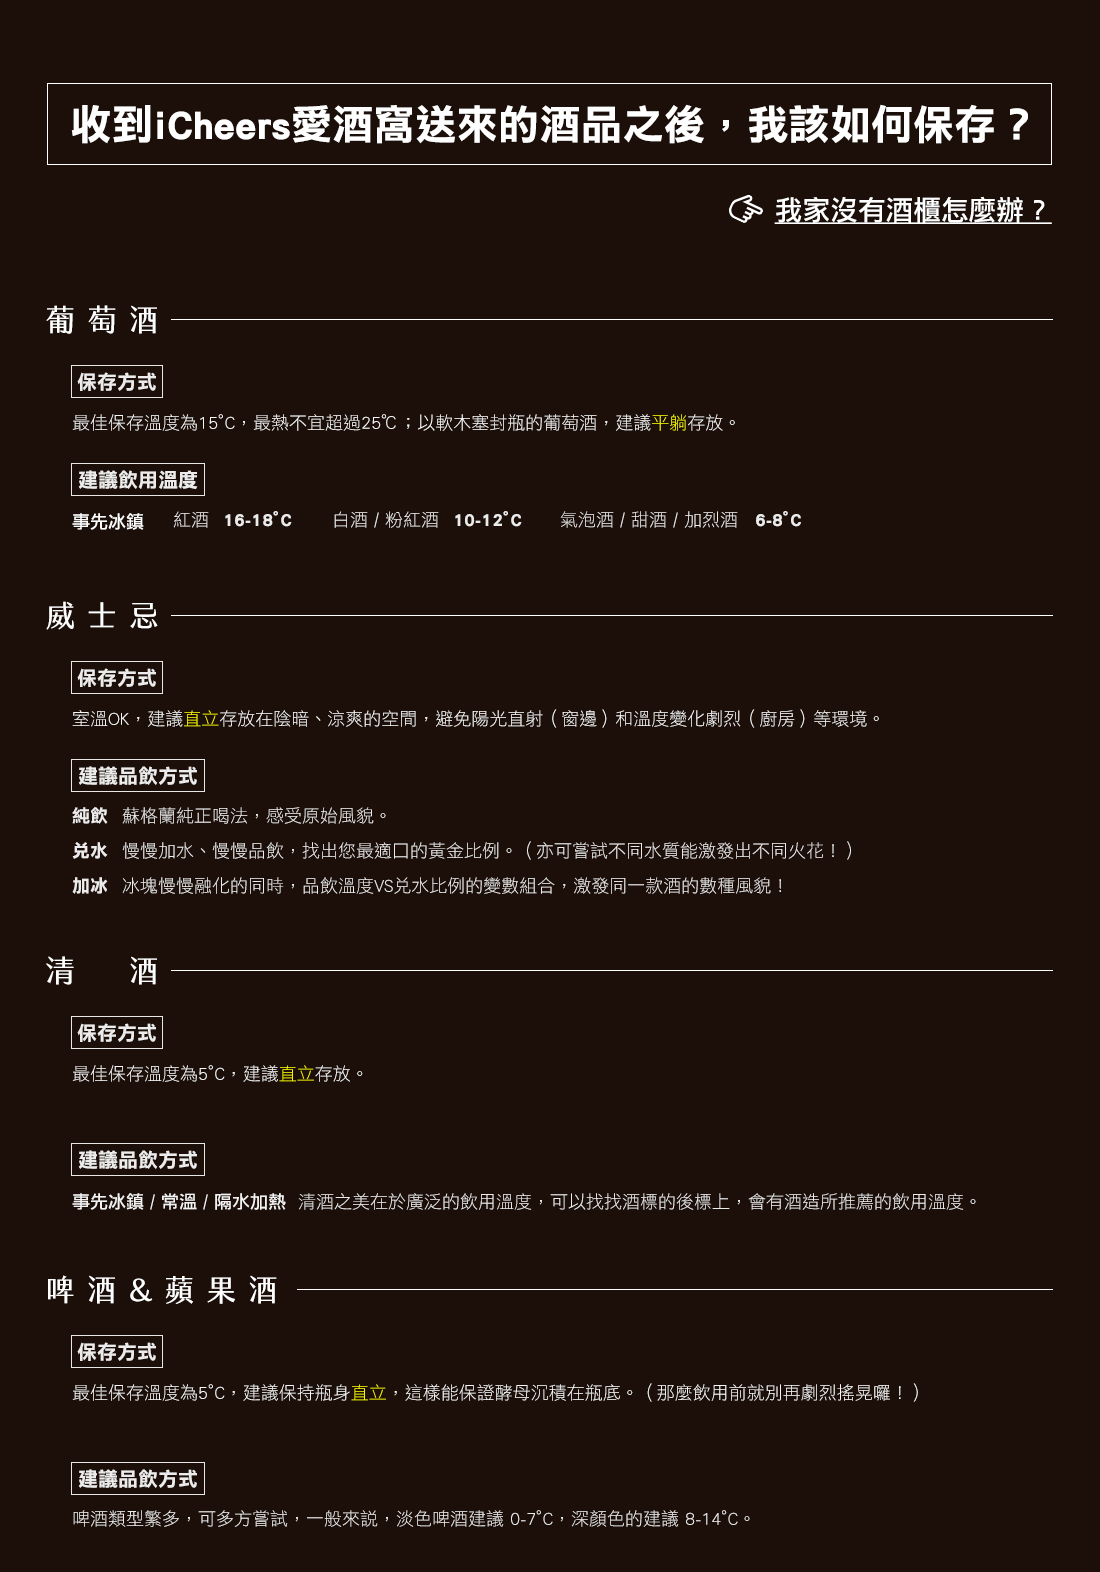 收到iCheers愛酒窩送來的酒品之後，我該如何保存？
我家沒有酒櫃怎麼辦？
葡萄酒
保存方式
最佳保存溫度為15˚C，最熱不宜超過25℃；以軟木塞封瓶的葡萄酒，建議平躺存放。
建議飲用溫度
事先冰鎮 紅酒 16-18˚C 白酒 / 粉紅酒 10-12˚C 氣泡酒 / 甜酒 / 加烈酒 6-8˚C
威士忌
保存方式
室溫OK，建議直立存放在陰暗、涼爽的空間，避免陽光直射（窗邊）和溫度變化劇烈（廚房）等環境。
建議品飲方式
純飲 蘇格蘭純正喝法，感受原始風貌。
兌水 慢慢加水、慢慢品飲，找出您最適口的黃金比例。（亦可嘗試不同水質能激發出不同火花！）
加冰 冰塊慢慢融化的同時，品飲溫度VS兌水比例的變數組合，激發同一款酒的數種風貌！
清酒
保存方式
最佳保存溫度為5˚C，建議直立存放。
建議品飲方式
事先冰鎮 / 常溫 / 隔水加熱 清酒之美在於廣泛的飲用溫度，可以找找酒標的後標上，會有酒造所推薦的飲用溫度。
啤酒&蘋果酒
保存方式
最佳保存溫度為5˚C，建議保持瓶身直立，這樣能保證酵母沉積在瓶底。（那麼飲用前就別再劇烈搖晃囉！）
建議品飲方式
啤酒類型繁多，可多方嘗試，一般來說，淡色啤酒建議 0-7˚C，深顏色的建議 8-14˚C。